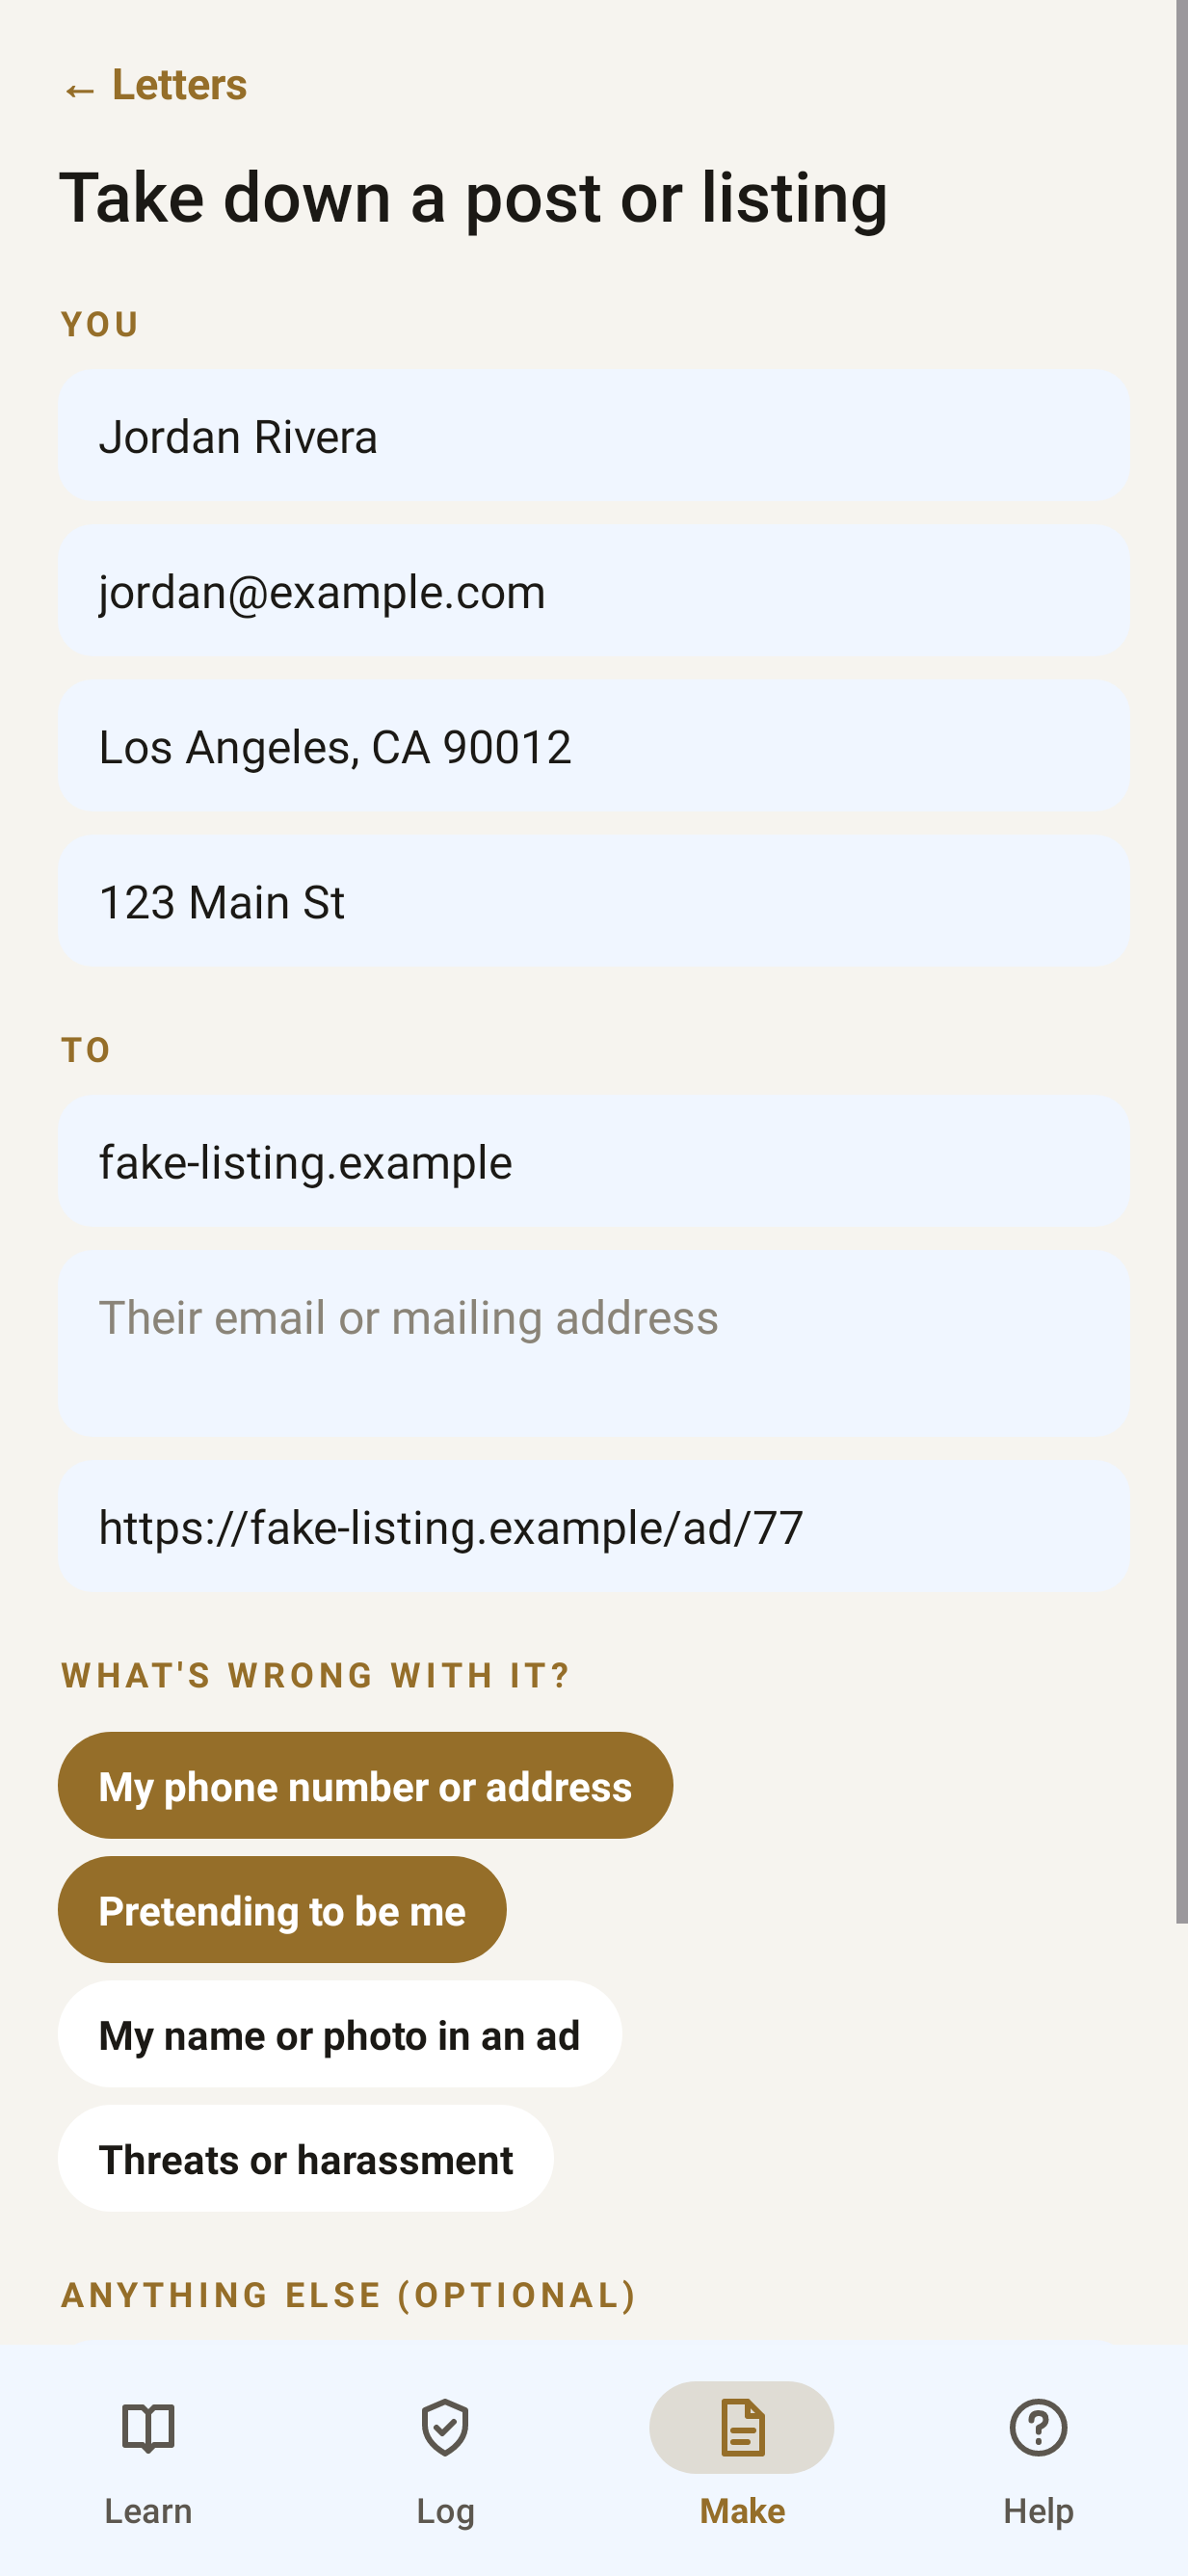 ← Letters
Take down a post or listing
YOU
Jordan Rivera
jordan@example.com
Los Angeles, CA 90012
123 Main St
TO
fake-listing.example
Their email or mailing address
https://fake-listing.example/ad/77
WHAT'S WRONG WITH IT?
My phone number or address
Pretending to be me
My name or photo in an ad
Threats or harassment
ANYTHING ELSE (OPTIONAL)
Learn
Log
Make
Help